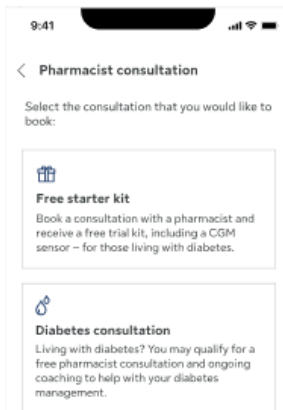 9:41
Pharmacist consultation
Select the consultation that you would like to
book:
Free starter kit
Book a consultation with a pharmacist and
receive a free trial kit, including a CGM
sensor – for those living with diabetes.
Diabetes consultation
Living with diabetes? You may qualify for a
free pharmacist consultation and ongoing
coaching to help with your diabetes
management.